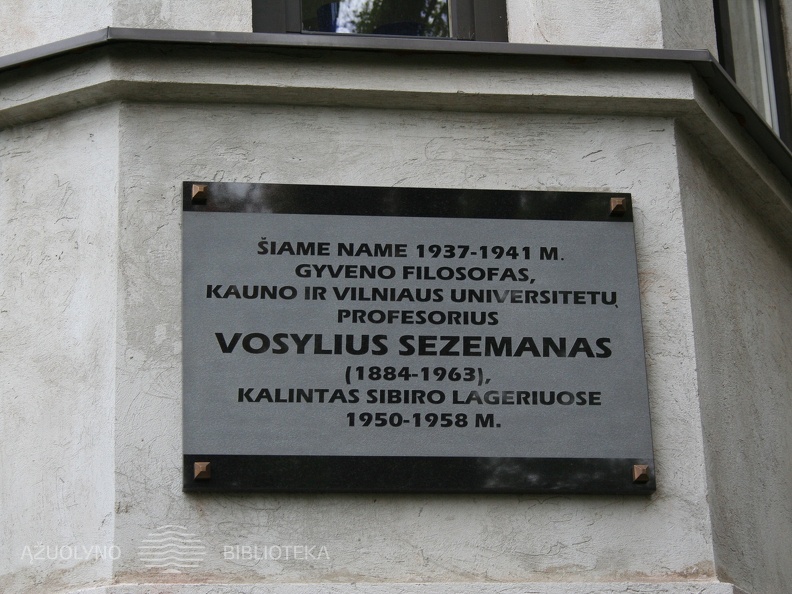 ŠIAME NAME 1937-1941 M.
GYVENO FILOSOFAS,
KAUNO IR VILNIAUS UNIVERSITETŲ
PROFESORIUS
VOSYLIUS SEZEMANAS
(1884-1963),
KALINTAS SIBIRO LAGERIUOSE
1950-1958 M.
AŽUOLYNO BIBLIOTEKA